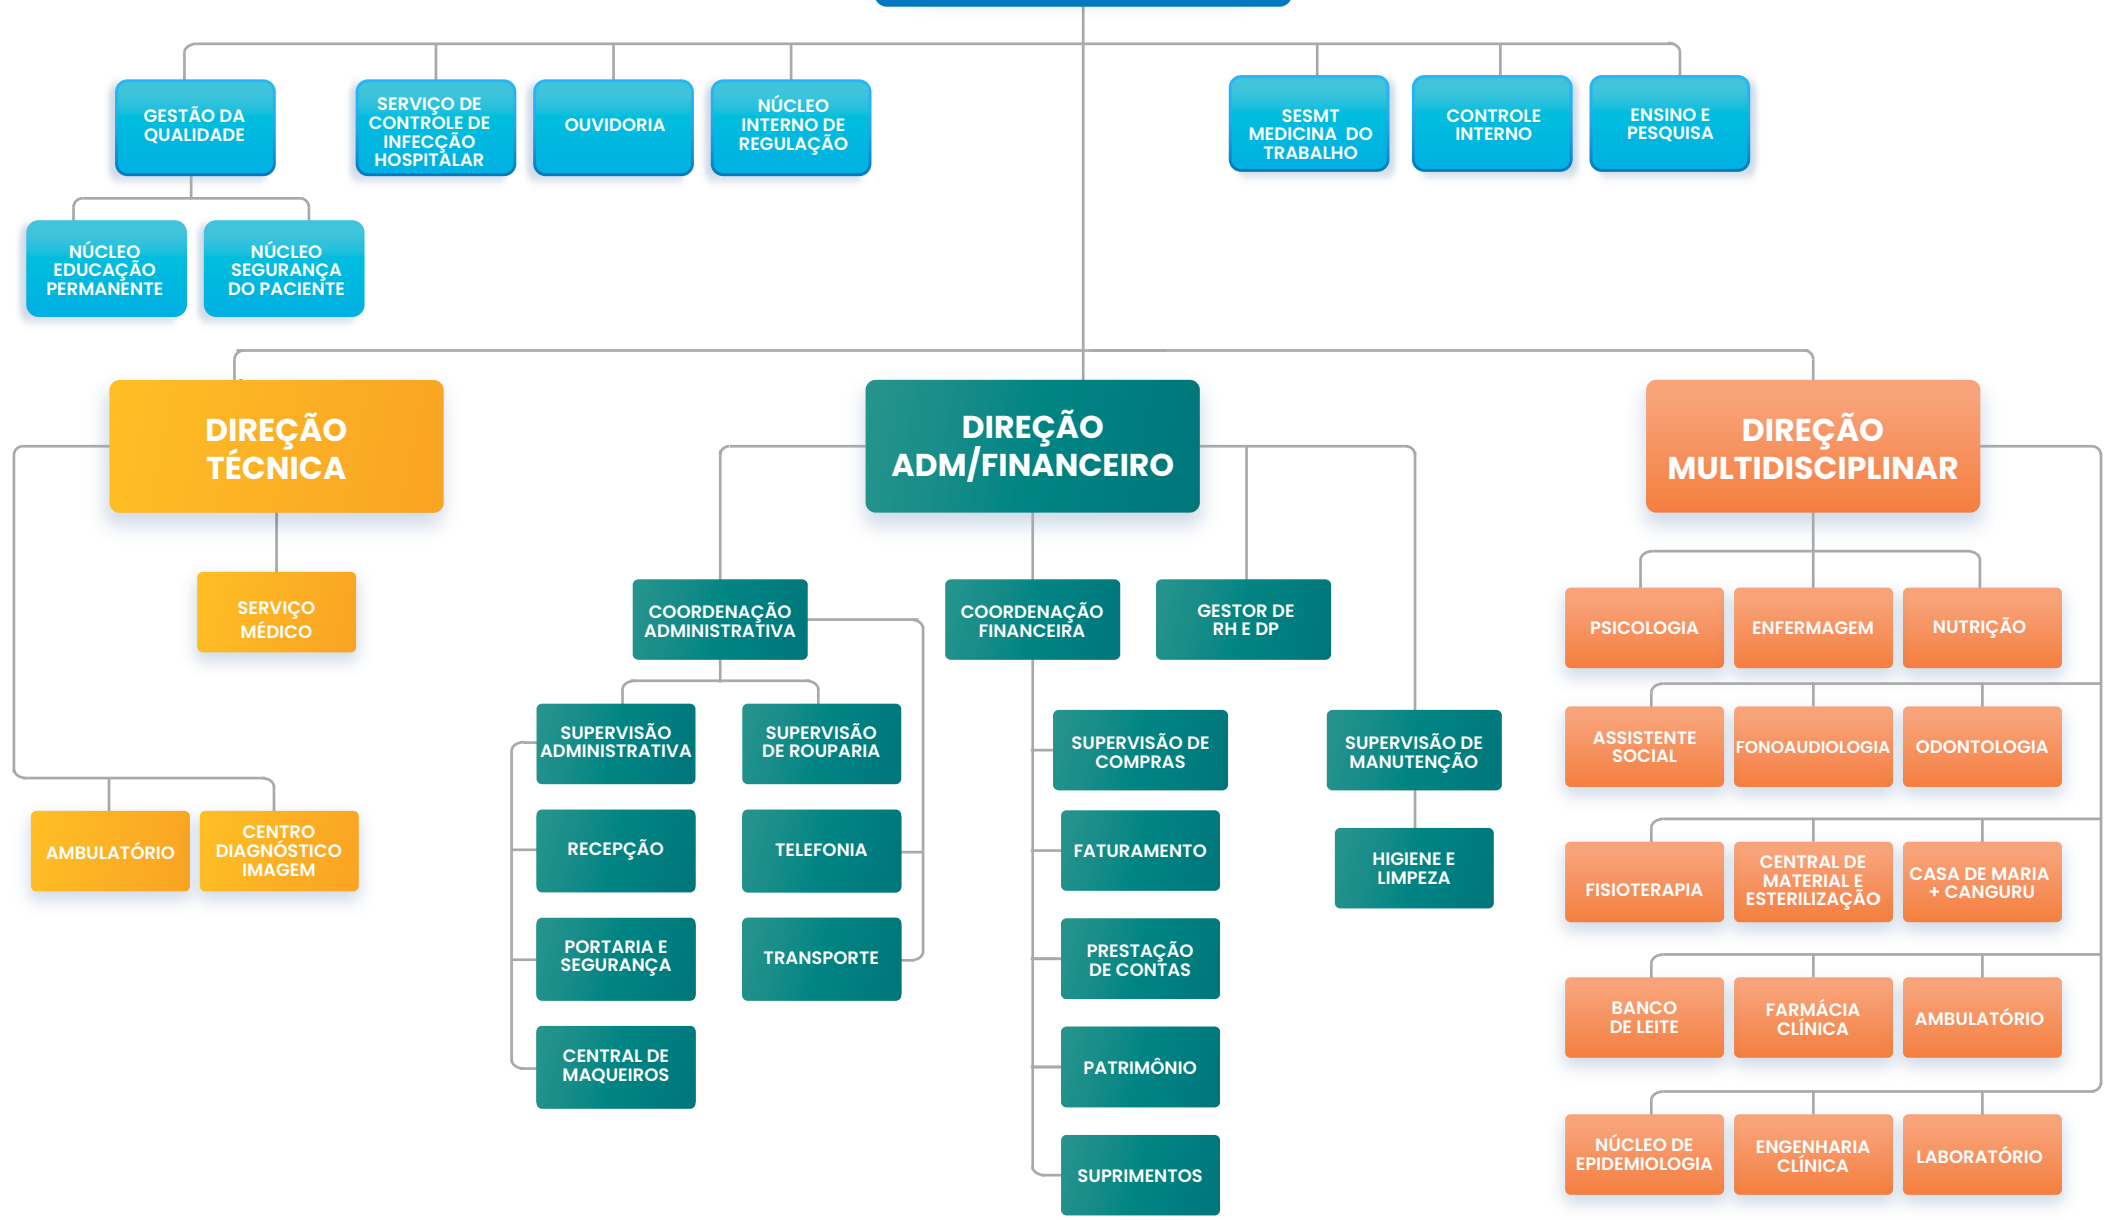 GESTÃO DA
QUALIDADE
SERVIÇO DE
CONTROLE DE
INFECÇÃO
HOSPITALAR
OUVIDORIA
NÚCLEO
INTERNO DE
REGULAÇÃO
SESMT
MEDICINA DO
TRABALHO
CONTROLE
INTERNO
ENSINO E
PESQUISA
NÚCLEO
EDUCAÇÃO
PERMANENTE
NÚCLEO
SEGURANÇA
DO PACIENTE
DIREÇÃO
TÉCNICA
DIREÇÃO
ADM/FINANCEIRO
DIREÇÃO
MULTIDISCIPLINAR
SERVIÇO
MÉDICO
AMBULATÓRIO
CENTRO
DIAGNÓSTICO
IMAGEM
COORDENAÇÃO
ADMINISTRATIVA
COORDENAÇÃO
FINANCEIRA
GESTOR DE
RH E DP
SUPERVISÃO
ADMINISTRATIVA
SUPERVISÃO
DE ROUPARIA
SUPERVISÃO DE
COMPRAS
SUPERVISÃO DE
MANUTENÇÃO
RECEPÇÃO
TELEFONIA
FATURAMENTO
HIGIENE E
LIMPEZA
PORTARIA E
SEGURANÇA
TRANSPORTE
PRESTAÇÃO
DE CONTAS
CENTRAL DE
MAQUEIROS
PATRIMÔNIO
SUPRIMENTOS
PSICOLOGIA
ENFERMAGEM
NUTRIÇÃO
ASSISTENTE
SOCIAL
FONOAUDIOLOGIA
ODONTOLOGIA
FISIOTERAPIA
CENTRAL DE
MATERIAL E
ESTERILIZAÇÃO
CASA DE MARIA
+ CANGURU
BANCO
DE LEITE
FARMÁCIA
CLÍNICA
AMBULATÓRIO
NÚCLEO DE
EPIDEMIOLOGIA
ENGENHARIA
CLÍNICA
LABORATÓRIO